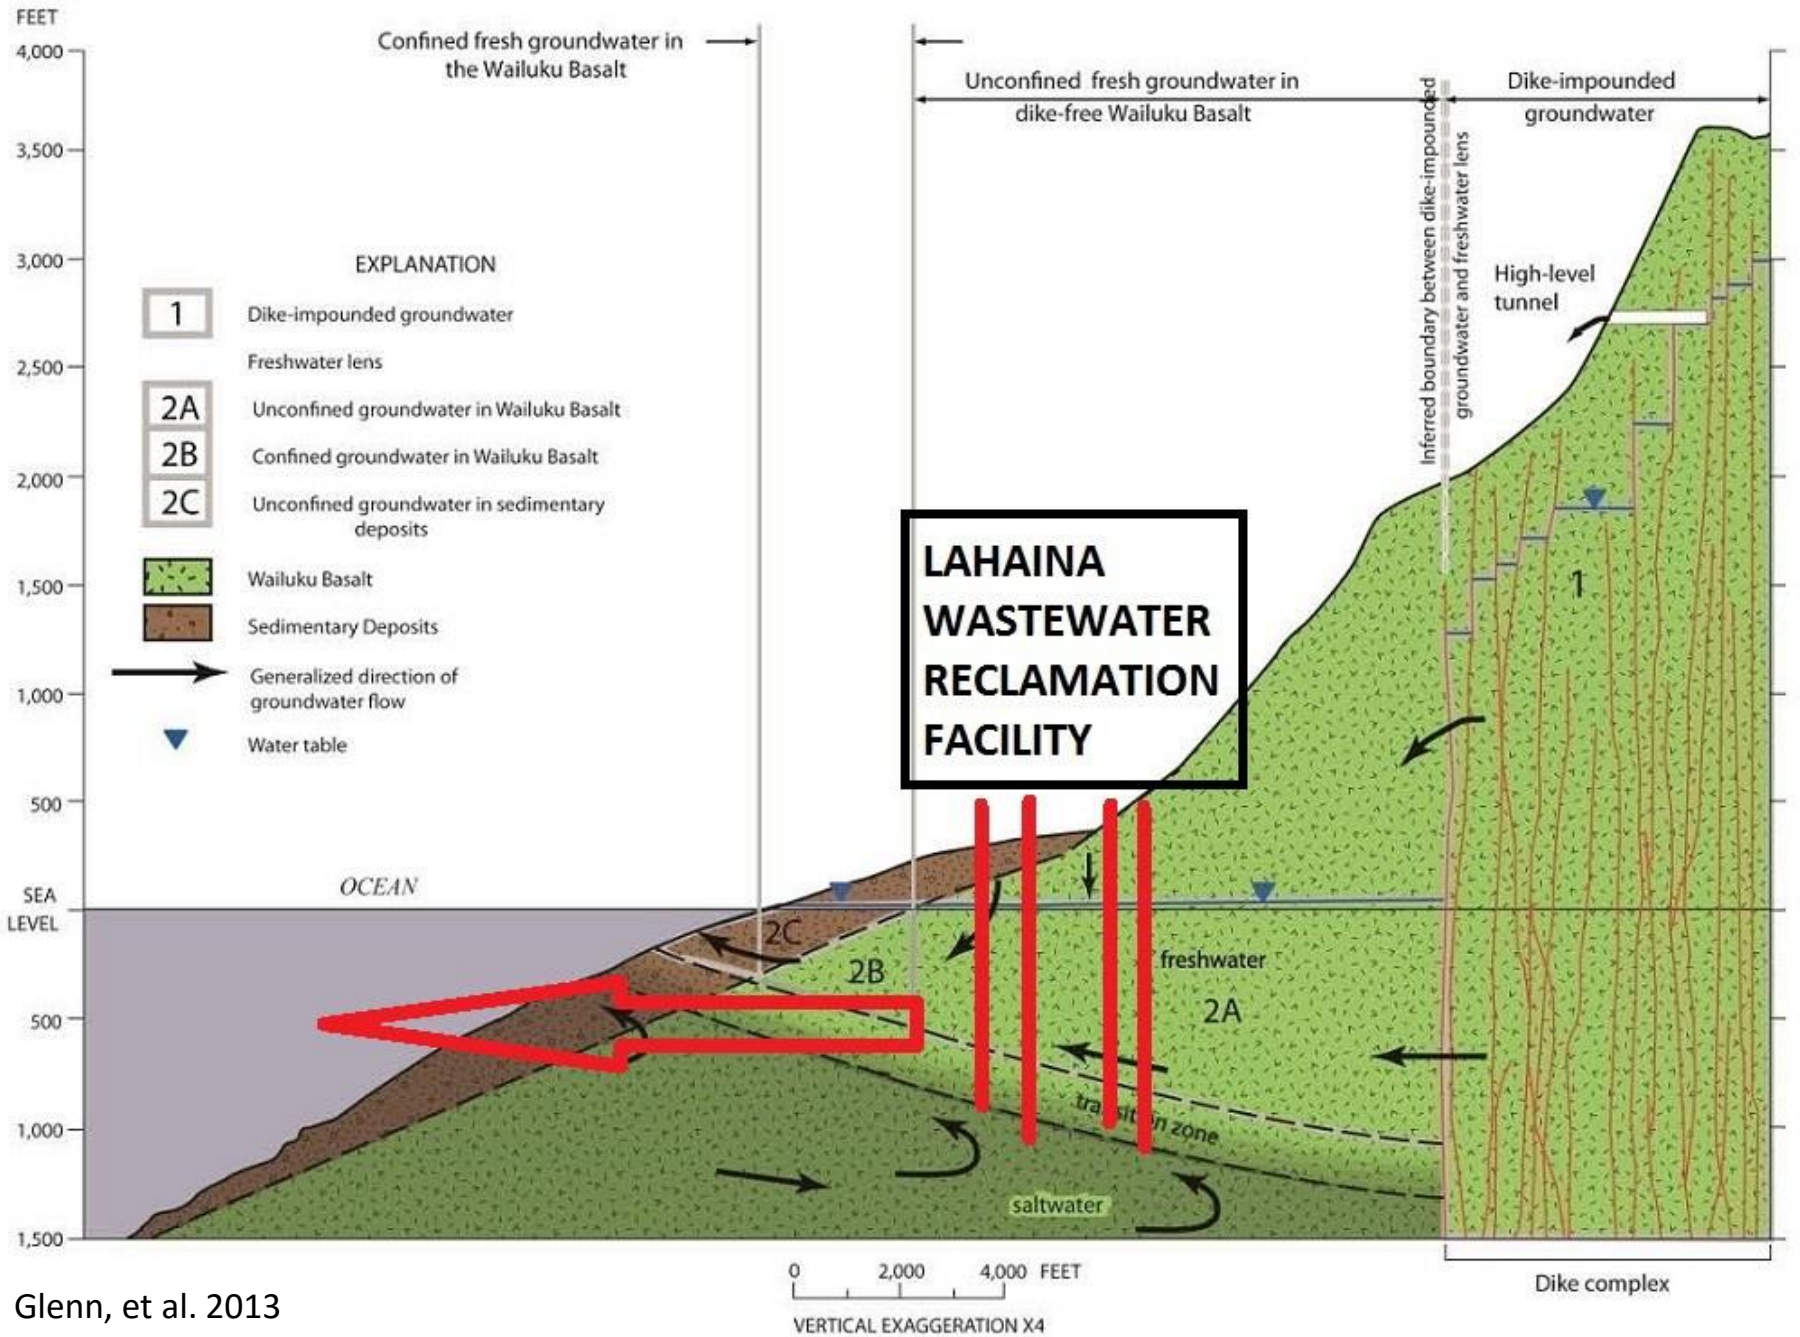 FEET
4,000
3,500
3,000
2,500
2,000
1,500
1,000
500
SEA
LEVEL
500
1,000
1,500
Confined fresh groundwater in
the Wailuku Basalt
Unconfined fresh groundwater in
dike-free Wailuku Basalt
Dike-impounded
groundwater
Inferred boundary between dike-impounded
groundwater and freshwater lens
High-level
tunnel
EXPLANATION
1 Dike-impounded groundwater
Freshwater lens
2A Unconfined groundwater in Wailuku Basalt
2B Confined groundwater in Wailuku Basalt
2C Unconfined groundwater in sedimentary
deposits
Wailuku Basalt
Sedimentary Deposits
Generalized direction of
groundwater flow
Water table
LAHAINA
WASTEWATER
RECLAMATION
FACILITY
1
OCEAN
2C
2B
freshwater
2A
transition zone
saltwater
0 2,000 4,000 FEET
VERTICAL EXAGGERATION X4
Dike complex
Glenn, et al. 2013